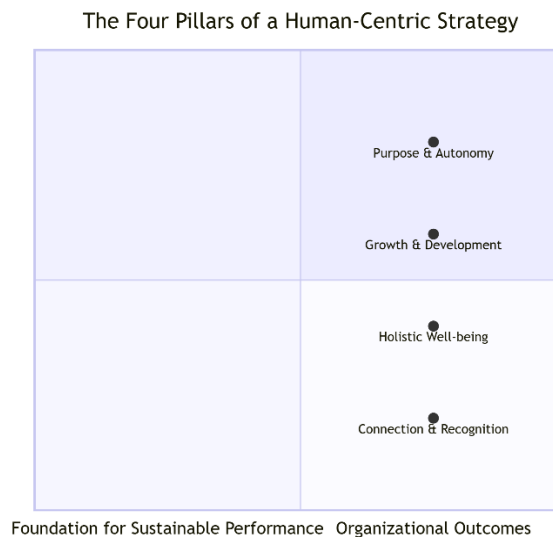 The Four Pillars of a Human-Centric Strategy
Purpose & Autonomy
Growth & Development
Holistic Well-being
Connection & Recognition
Foundation for Sustainable Performance Organizational Outcomes